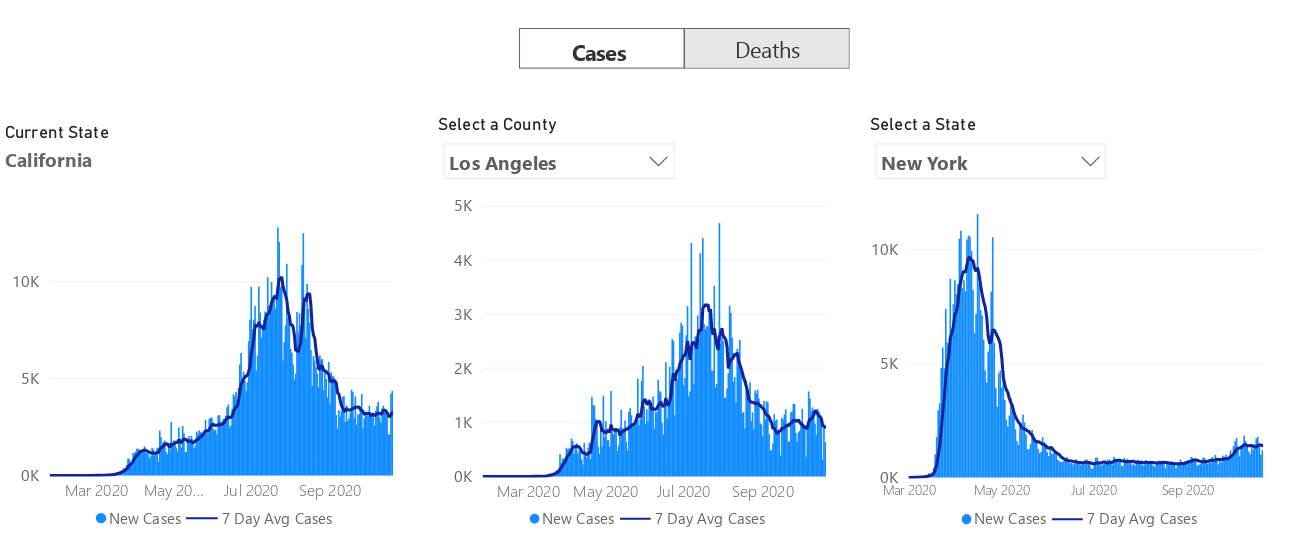 Cases Deaths
Current State
California
Select a County
Los Angeles
Select a State
New York
10K
5K
0K
Mar 2020 May 20... Jul 2020 Sep 2020
New Cases 7 Day Avg Cases
5K
4K
3K
2K
1K
0K
Mar 2020 May 2020 Jul 2020 Sep 2020
New Cases 7 Day Avg Cases
10K
5K
0K
Mar 2020 May 2020 Jul 2020 Sep 2020
New Cases 7 Day Avg Cases